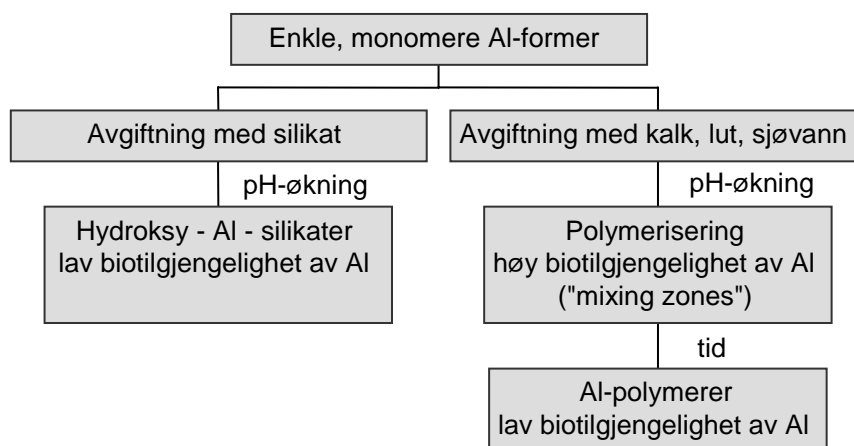 Enkle, monomere Al-former
Avgiftning med silikat
Avgiftning med kalk, lut, sjøvann
pH-økning
pH-økning
Hydroksy - Al - silikater
lav biotilgjengelighet av Al
Polymerisering
høy biotilgjengelighet av Al
("mixing zones")
tid
Al-polymerer
lav biotilgjengelighet av Al